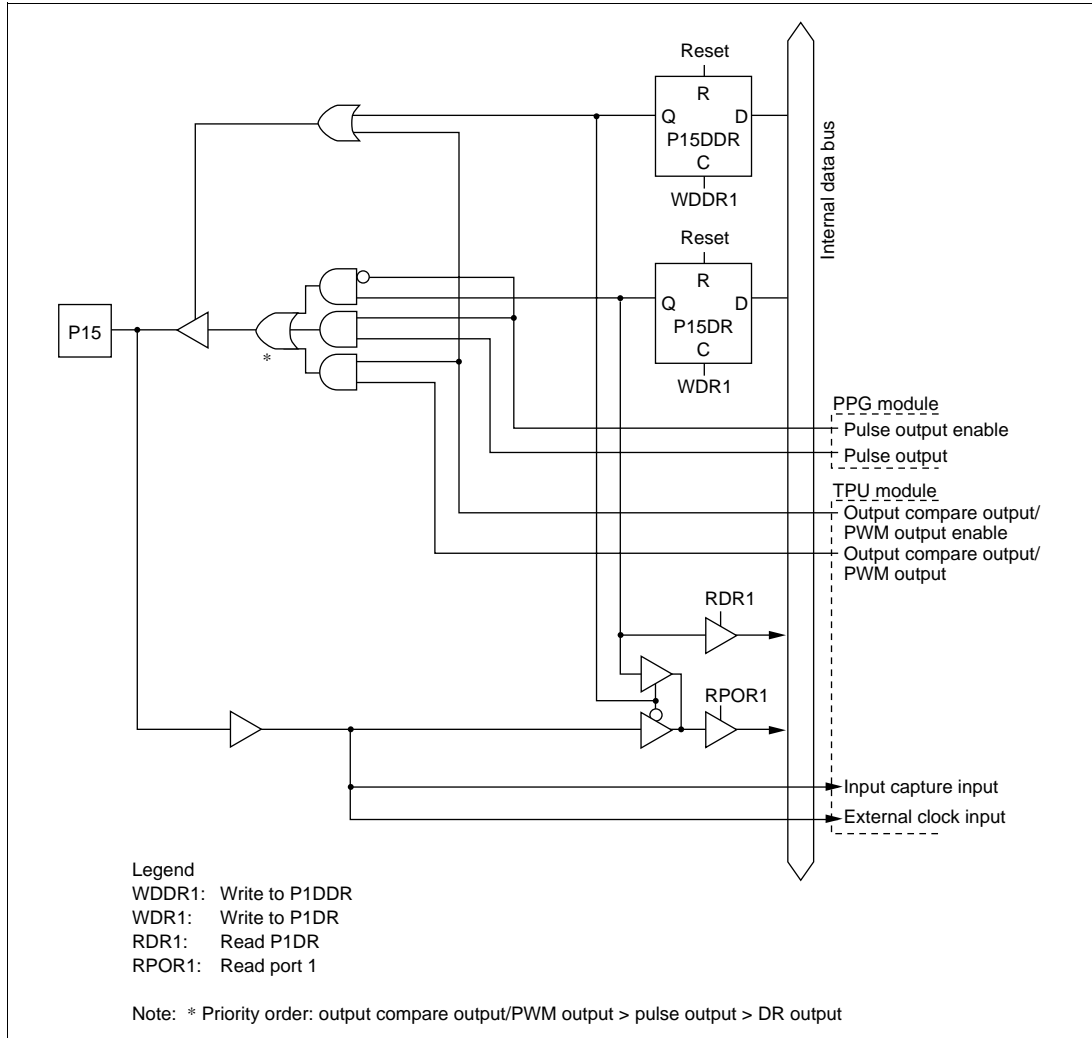 Reset
R
Q D
P15DDR
C
WDDR1
Internal data bus
Reset
R
Q D
P15DR
C
WDR1
P15
*
PPG module
Pulse output enable
Pulse output
TPU module
Output compare output/
PWM output enable
Output compare output/
PWM output
RDR1
RPOR1
Input capture input
External clock input
Legend
WDDR1: Write to P1DDR
WDR1: Write to P1DR
RDR1: Read P1DR
RPOR1: Read port 1
Note: * Priority order: output compare output/PWM output > pulse output > DR output